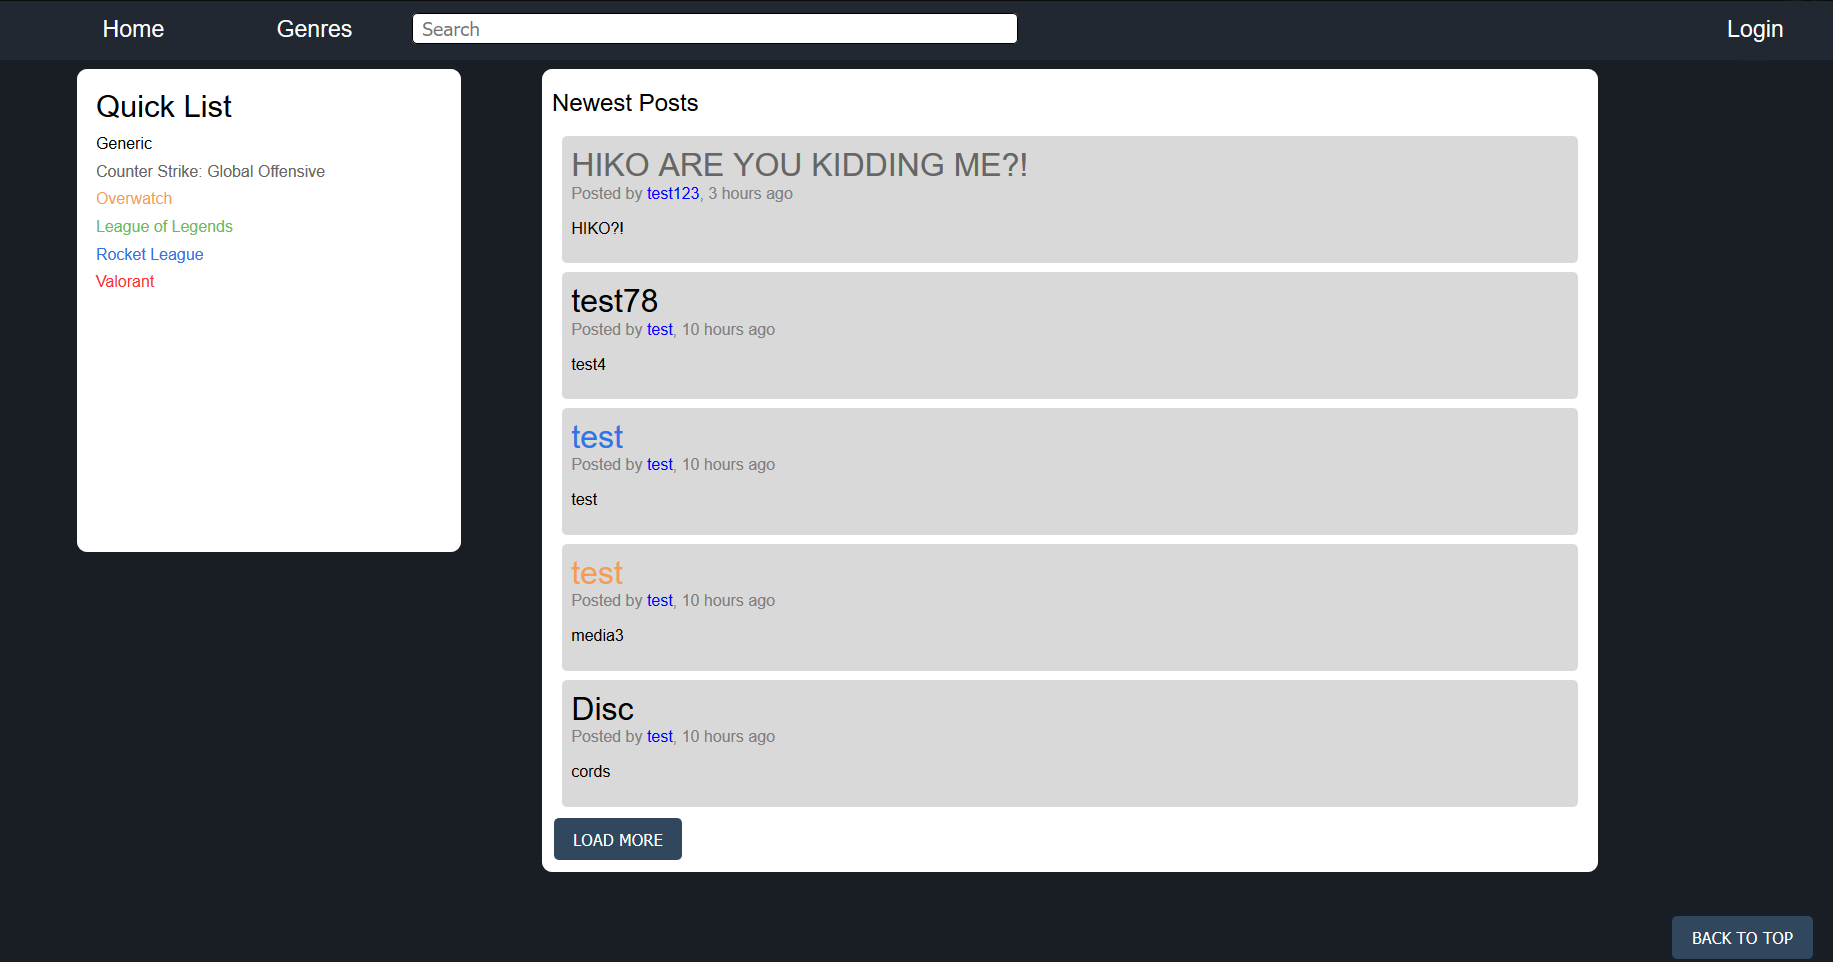 Home Genres Search Login
Quick List
Generic
Counter Strike: Global Offensive
Overwatch
League of Legends
Rocket League
Valorant
Newest Posts
HIKO ARE YOU KIDDING ME?!
Posted by test123, 3 hours ago
HIKO?!
test78
Posted by test, 10 hours ago
test4
test
Posted by test, 10 hours ago
test
test
Posted by test, 10 hours ago
media3
Disc
Posted by test, 10 hours ago
cords
LOAD MORE
BACK TO TOP